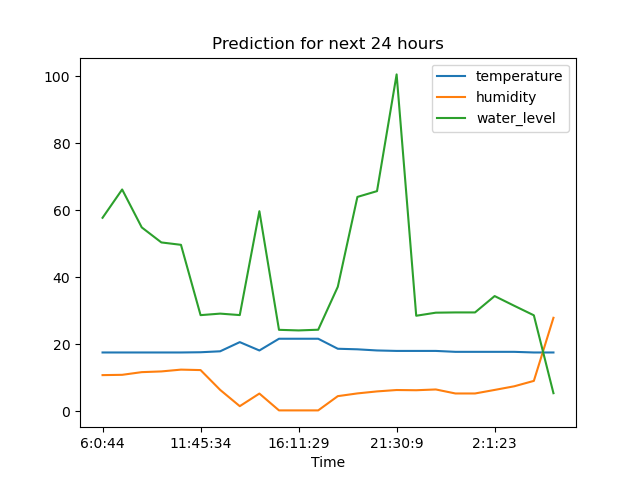 Prediction for next 24 hours
temperature
humidity
water_level
100
80
60
40
20
0
6:0:44 11:45:34 16:11:29 21:30:9 2:1:23
Time